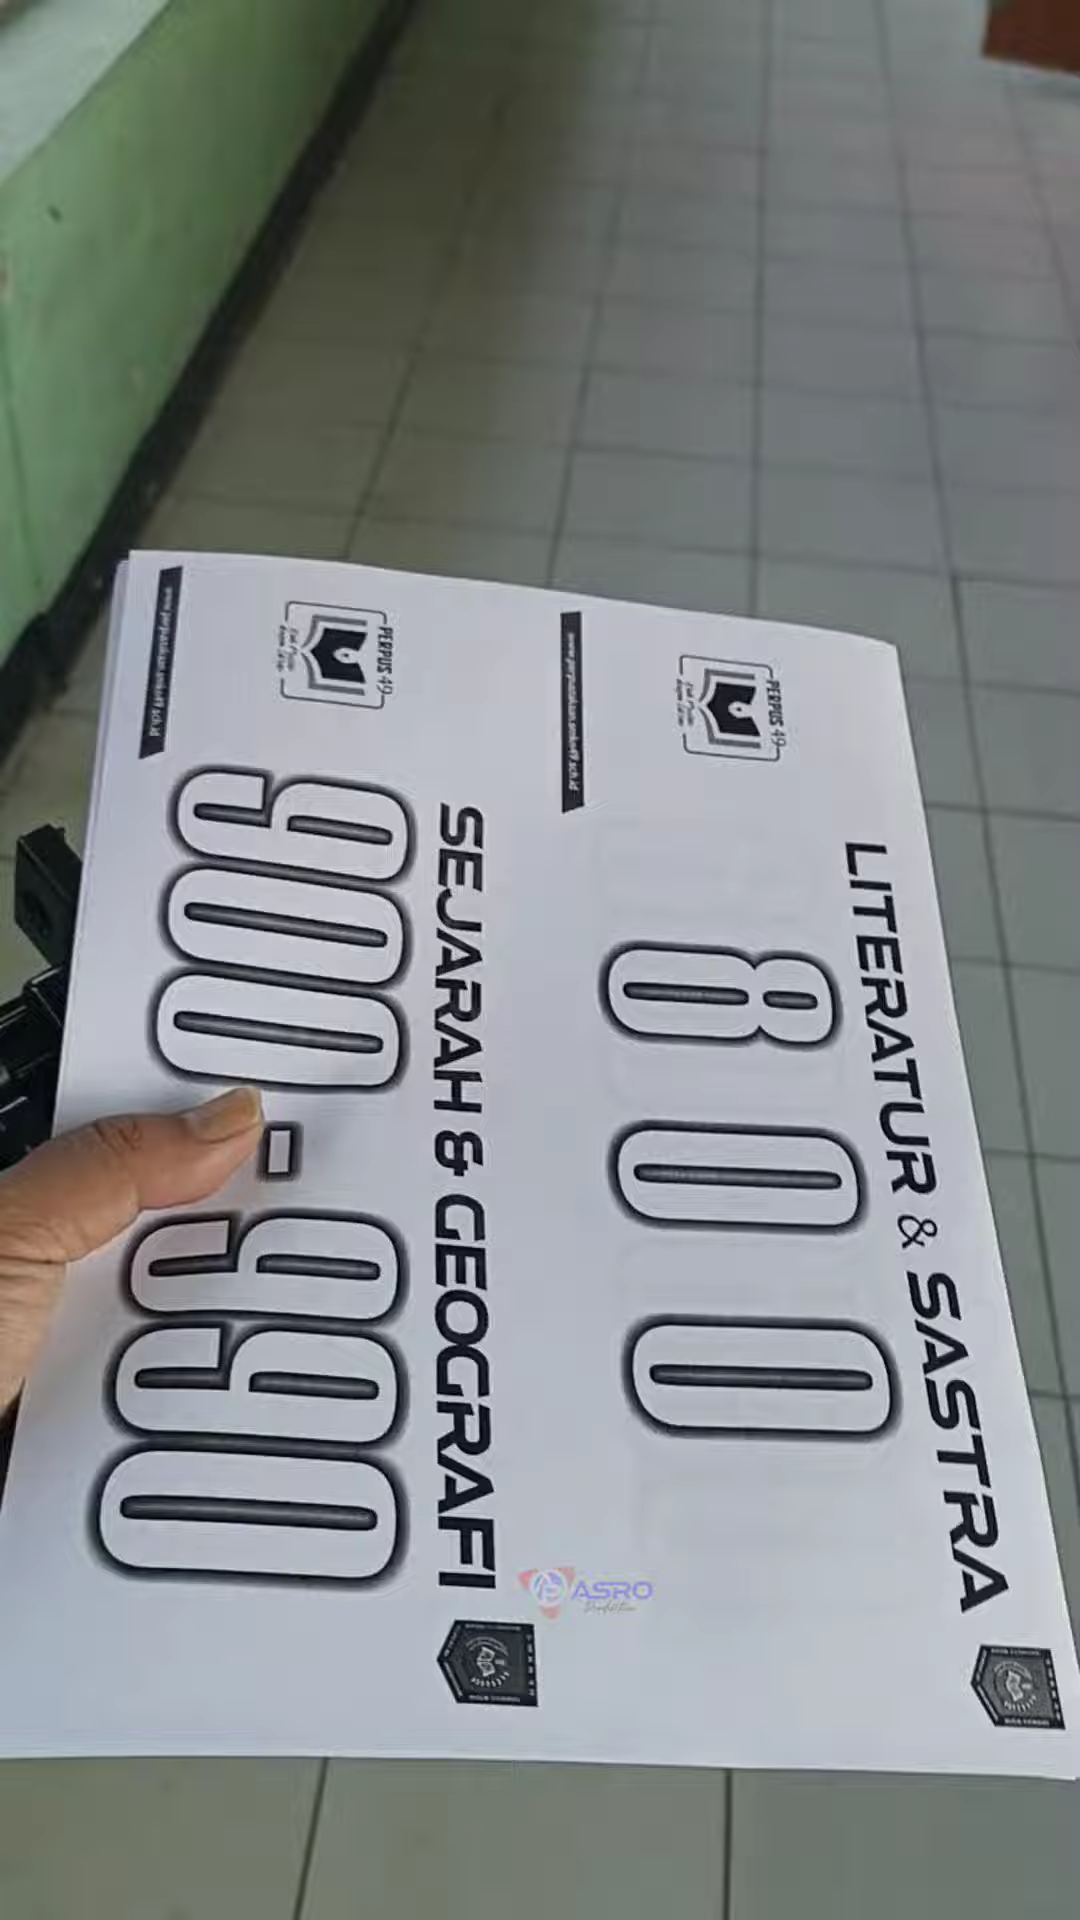 PERPUS 49
LITERATUR & SASTRA
800
PERPUS 49
SEJARAH & GEOGRAFI
900 - 990
ASRO